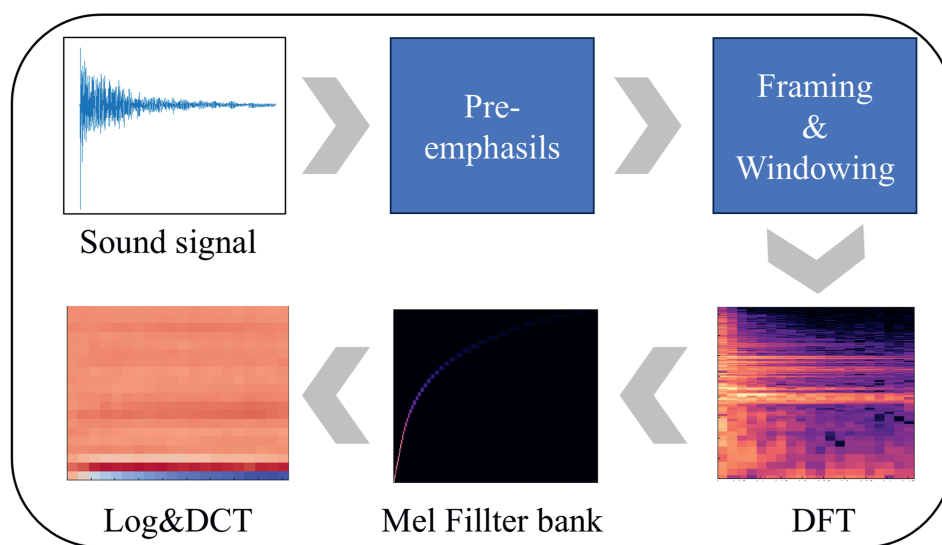 Sound signal
Pre-
emphasils
Framing
&
Windowing
DFT
Mel Fillter bank
Log&DCT